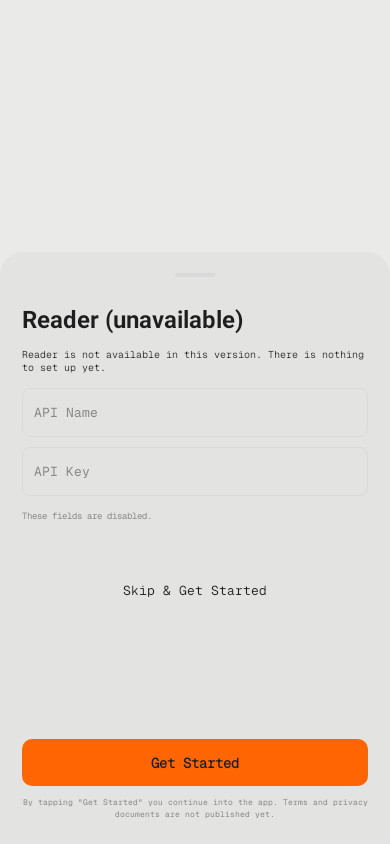 Reader (unavailable)
Reader is not available in this version. There is nothing
to set up yet.
API Name
API Key
These fields are disabled.
Skip & Get Started
Get Started
By tapping "Get Started" you continue into the app. Terms and privacy
documents are not published yet.